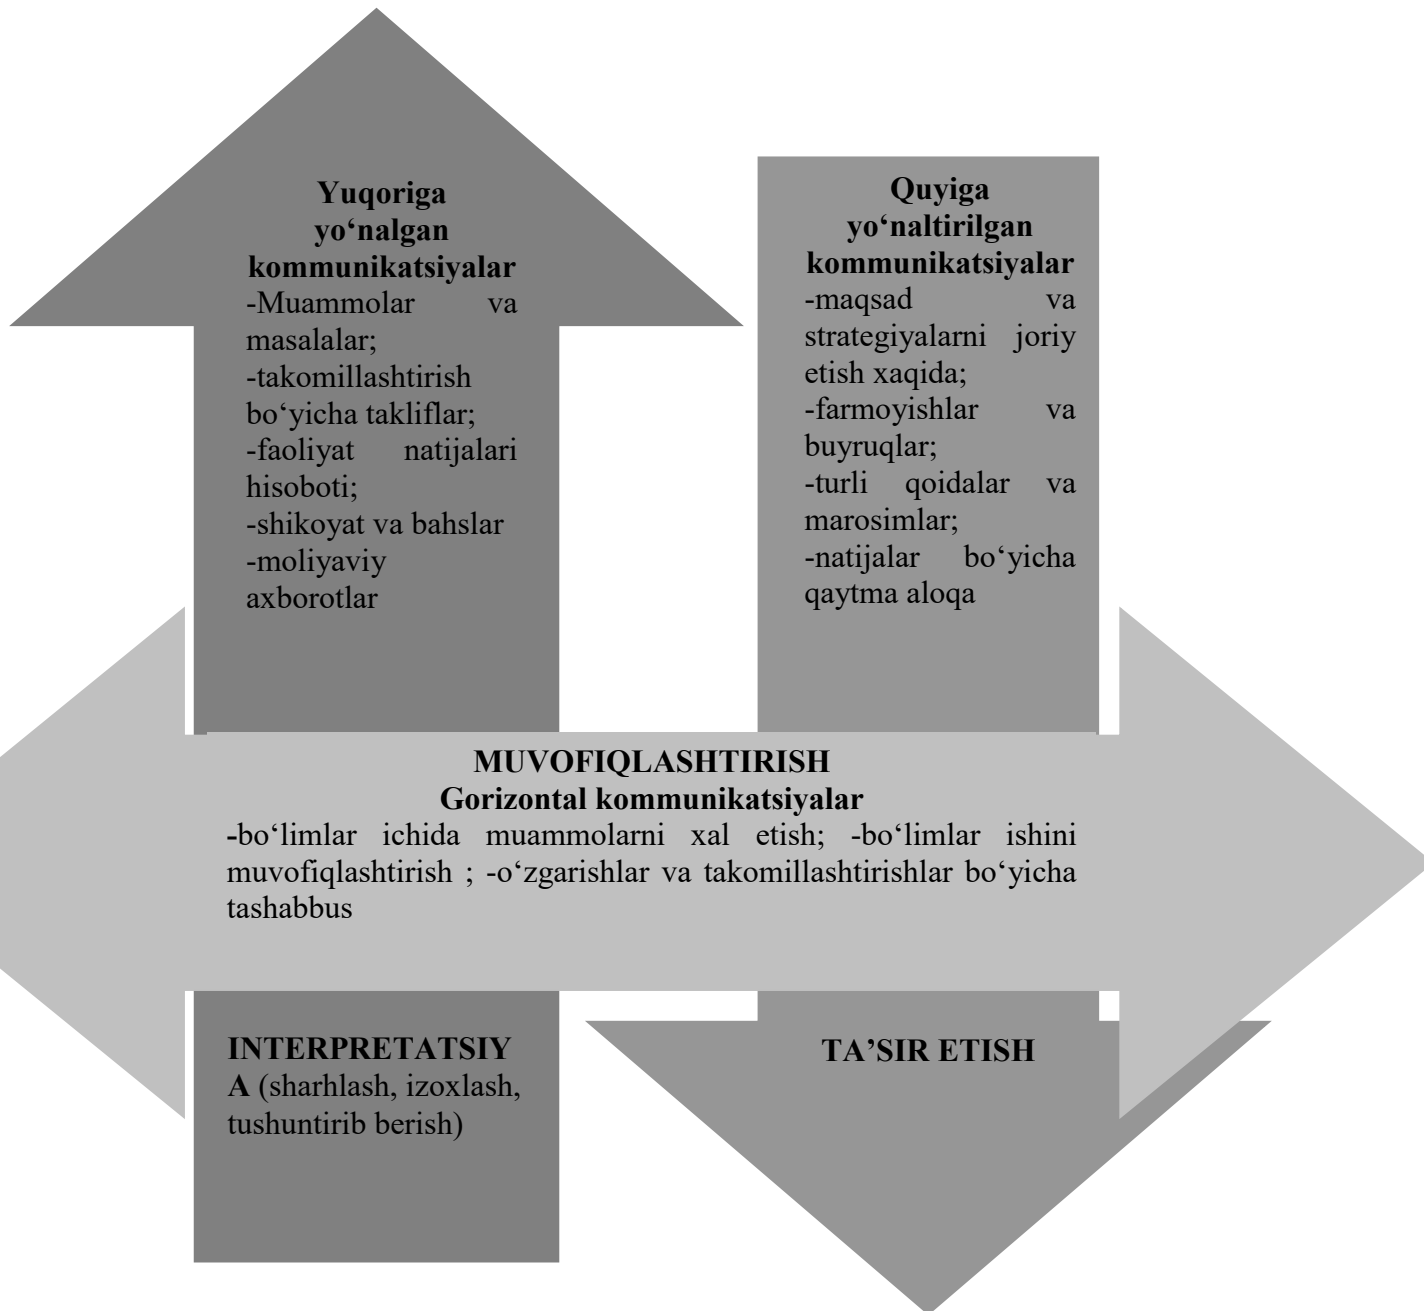 Yuqoriga
yo‘nalgan
kommunikatsiyalar
-Muammolar va
masalalar;
-takomillashtirish
bo‘yicha takliflar;
-faoliyat natijalari
hisoboti;
-shikoyat va bahslar
-moliyaviy
axborotlar
Quyiga
yo‘naltirilgan
kommunikatsiyalar
-maqsad va
strategiyalarni joriy
etish xaqida;
-farmoyishlar va
buyruqlar;
-turli qoidalar va
marosimlar;
-natijalar bo‘yicha
qaytma aloqa
MUVOFIQLASHTIRISH
Gorizontal kommunikatsiyalar
-bo‘limlar ichida muammolarni xal etish; -bo‘limlar ishini
muvofiqlashtirish ; -o‘zgarishlar va takomillashtirishlar bo‘yicha
tashabbus
INTERPRETATSIY
A (sharhlash, izoxlash,
tushuntirib berish)
TA’SIR ETISH